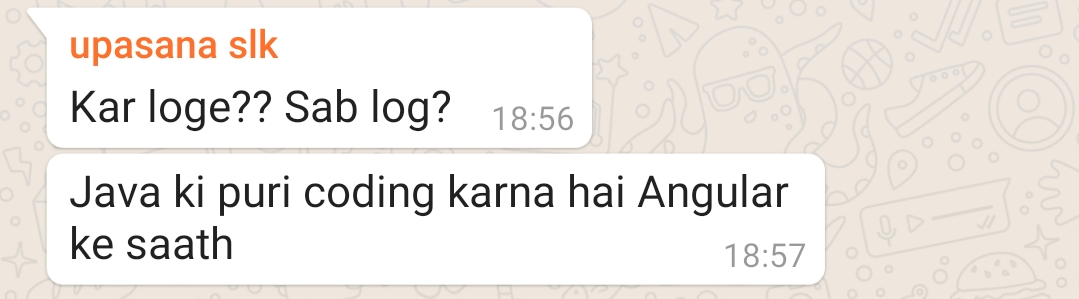 upasana slk
Kar loge?? Sab log?
18:56
Java ki puri coding karna hai Angular
ke saath
18:57